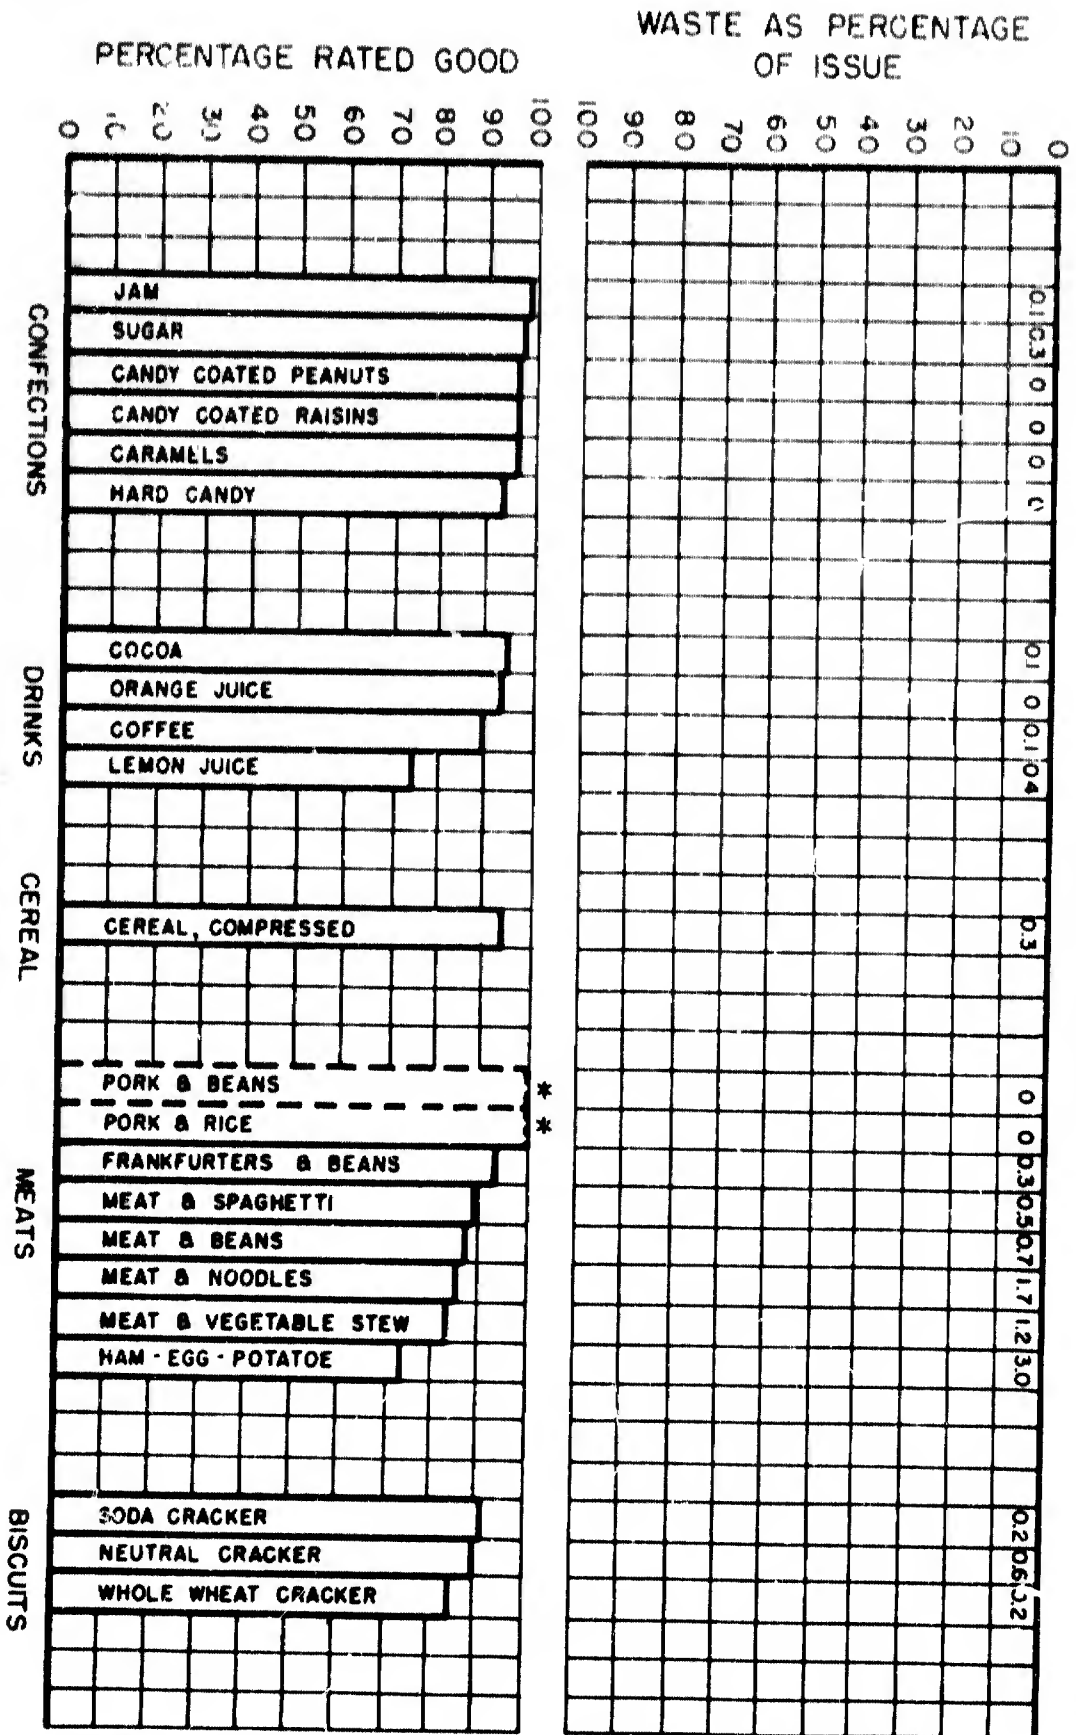 WASTE AS PERCENTAGE
OF ISSUE
PERCENTAGE RATED GOOD
0 10 20 30 40 50 60 70 80 90 100
100 90 80 70 60 50 40 30 20 10 0
CONFECTIONS
JAM 0.1
SUGAR 0.3
CANDY COATED PEANUTS 0
CANDY COATED RAISINS 0
CARAMELS 0
HARD CANDY 0
DRINKS
COCOA 0.1
ORANGE JUICE 0
COFFEE 0.1
LEMON JUICE 04
CEREAL
CEREAL, COMPRESSED 0.3
MEATS
PORK & BEANS * 0
PORK & RICE * 0
FRANKFURTERS & BEANS 0.3
MEAT & SPAGHETTI 0.5
MEAT & BEANS 0.7
MEAT & NOODLES 1.7
MEAT & VEGETABLE STEW 1.2
HAM - EGG - POTATOE 3.0
BISCUITS
SODA CRACKER 0.2
NEUTRAL CRACKER 0.6
WHOLE WHEAT CRACKER